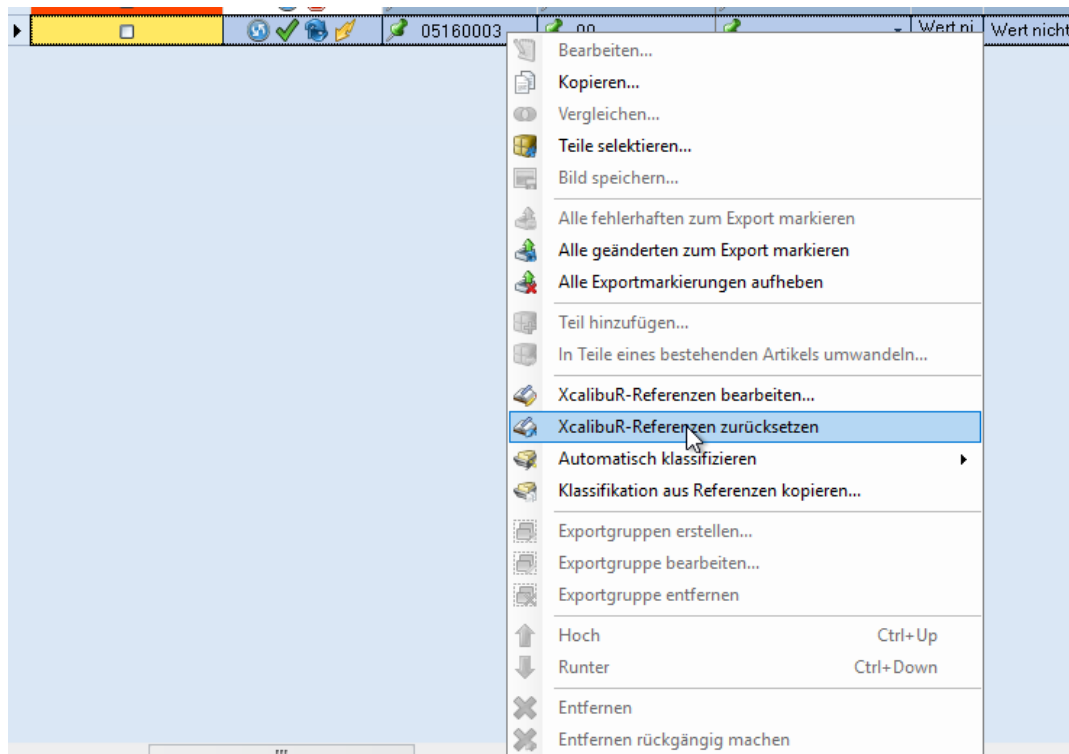 05160003
00
Wert ni
Wert nicht
Bearbeiten...
Kopieren...
Vergleichen...
Teile selektieren...
Bild speichern...
Alle fehlerhaften zum Export markieren
Alle geänderten zum Export markieren
Alle Exportmarkierungen aufheben
Teil hinzufügen...
In Teile eines bestehenden Artikels umwandeln...
XcalibuR-Referenzen bearbeiten...
XcalibuR-Referenzen zurücksetzen
Automatisch klassifizieren
Klassifikation aus Referenzen kopieren...
Exportgruppen erstellen...
Exportgruppe bearbeiten...
Exportgruppe entfernen
Hoch Ctrl+Up
Runter Ctrl+Down
Entfernen
Entfernen rückgängig machen